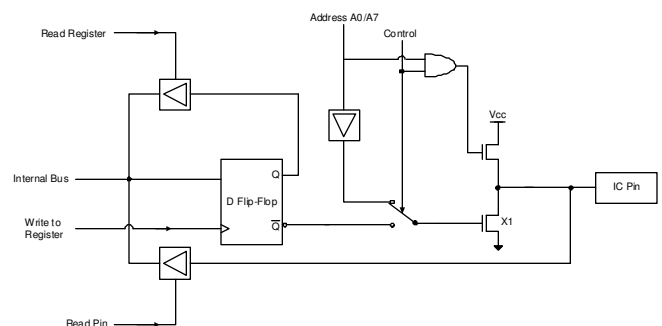 Address A0/A7
Control
Read Register
Vcc
Internal Bus
Q
D Flip-Flop
IC Pin
Write to
Register
Q
X1
Read Pin